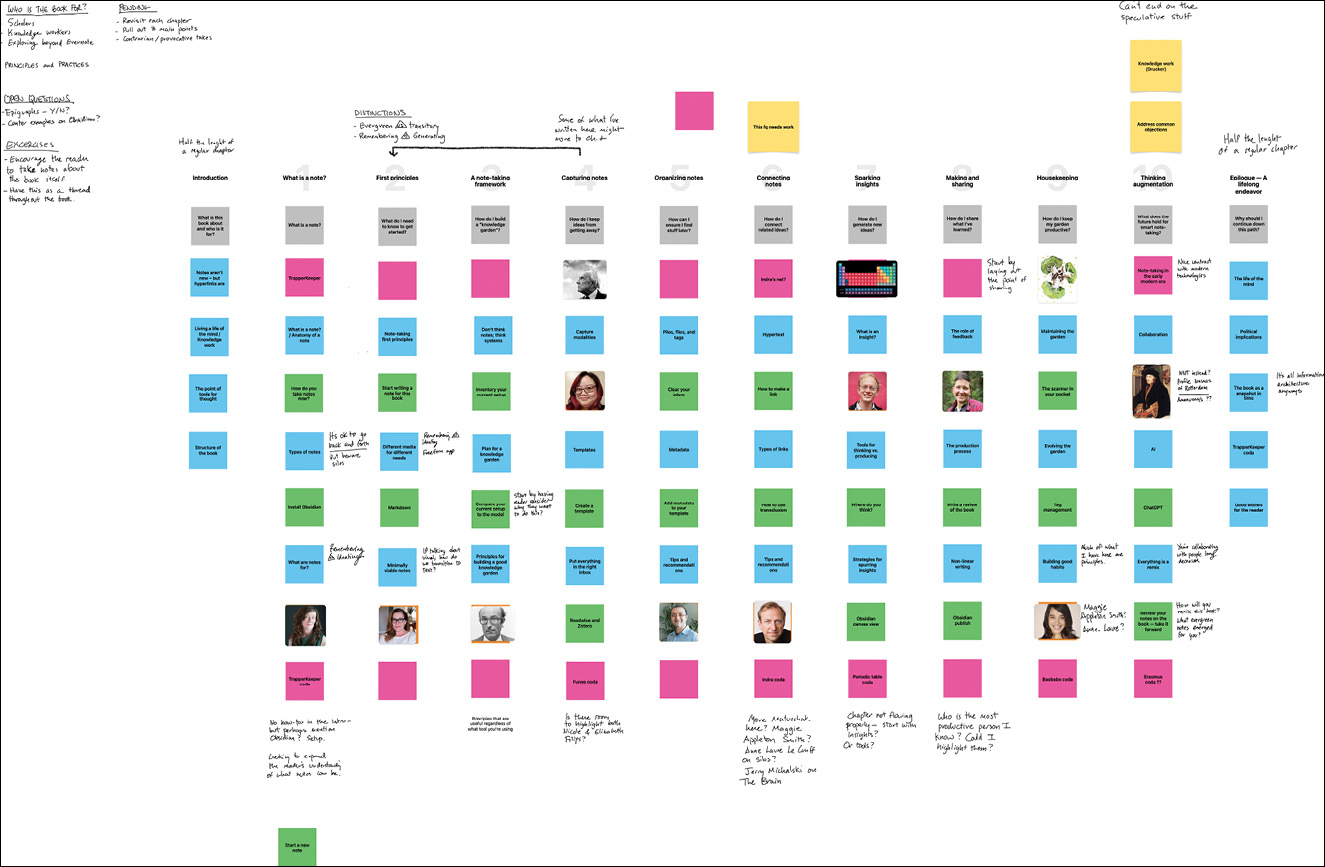 WHO IS THE BOOK FOR?
Scholars
- Knowledge workers
- Exploring beyond Evernote
PRINCIPLES and PRACTICES
OPEN QUESTIONS
- Epigraphs - Y/N?
- Center examples on Obsidian?
EXCERASES
- Encourage the reader
to take notes about
the book itself
- Have this as a thread
throughout the book.
PENDING
- Revisit each chapter
- Pull out 3 main points
- Contrarian/provocative takes
Can't end on the
speculative stuff
Knowledge work
(Drucker)
Address common
objections
This fq needs work
DISTINCTIONS
- Evergreen transitory
- Remembering Generating
Some of what I've
written here might
move to ch. 2
Half the lenght of
a regular chapter
Half the lenght
of a regular chapter
Introduction
What is this
book about
and who is it
for?
Notes aren't
new – but
hyperlinks are
Living a life of
the mind / Knowledge
work
The point of
tools for
thought
Structure of
the book
1
What is a note?
What is a note?
TrapperKeeper
What is a note?
/ Anatomy of a
note
How do you
take notes
now?
Types of notes
Its ok to go
back and forth
But beware
silos
Install Obsidian
What are notes
for?
Remembering
Ideating
TrapperKeeper
coda
No how-tos in the intro-
but perhaps mention
Obsidian? Setup.
Looking to expand
the reader's understanding
of what notes can be.
Start a new
note
2
First principles
What do I need
to know to get
started?
Note-taking
first principles
Start writing a
note for this
book
Different media
for different
needs
Remembering
Freeform app
Markdown
Minimally
viable notes
If talking about
visual, how do
we transition to
text?
3
A note-taking
framework
How do I build
a "knowledge
garden"?
Don't think
notes; think
systems
Inventory your
current setup
Plan for a
knowledge
garden
Compare your
current setup
to the model
Start by having
reader consider
why they want
to do this?
Principles for
building a good
knowledge
garden
Principles that are
useful regardless of
what tool you're using
4
Capturing notes
How do I keep
ideas from
getting away?
Capture
modalities
Templates
Create a
template
Put everything
in the right
inbox
Readwise and
Zotero
Funes coda
Is there room
to highlight both
Nicole & Elizabeth
Filips?
5
Organizing notes
How can I
ensure I find
stuff later?
Piles, files, and
tags
Clear your
inbox
Metadata
Add metadata
to your
template
Tips and
recommendati
ons
6
Connecting
notes
How do I
connect
related ideas?
Indra's net?
Hypertext
How to make a
link
Types of links
How to use
transclusion
Tips and
recommendati
ons
Indra coda
More
here? Maggie
Appleton Smith?
Anne Laure Le Cunff
on Silos?
Jerry Michalski on
The Brain
7
Sparking
insights
How do I
generate new
ideas?
What is an
insight?
Tools for
thinking vs.
producing
Where do you
think?
Strategies for
spurring
insights
Obsidian
canvas view
Periodic table
coda
Chapter not flowing
properly - start with
insights?
Or tools?
8
Making and
sharing
How do I share
what I've
learned?
Start by
laying out
the point of
sharing
The role of
feedback
The production
process
Write a review
of the book
Non-linear
writing
Obsidian
publish
Who is the most
productive person I
know? Could I
highlight them?
9
Housekeeping
How do I keep
my garden
productive?
Maintaining the
garden
The scanner in
your pocket
Evolving the
garden
Tag
management
Building good
habits
Much of what
I have here are
principles.
Maggie
Appleton Smith?
Anne-Laure?
Baobabs coda
10
Thinking
augmentation
What does the
future hold for
smart note-
taking?
Note-taking in
the early
modern era
Nice contrast
with modern
technologies
Collaboration
WUT instead?
Profile Erasmus
of Rotterdam
AI
ChatGPT
Everything is a
remix
You're collaborating
with people long
deceased
Review your
notes on the
book — take it
forward
How will you
remix this book?
What evergreen
notes emerged
for you?
Erasmus
coda ??
Epilogue — A
lifelong
endeavor
Why should I
continue down
this path?
The life of the
mind
Political
implications
The book as a
snapshot in
time
It's all information
architecture
anyways
TrapperKeeper
coda
Good wishes
for the reader